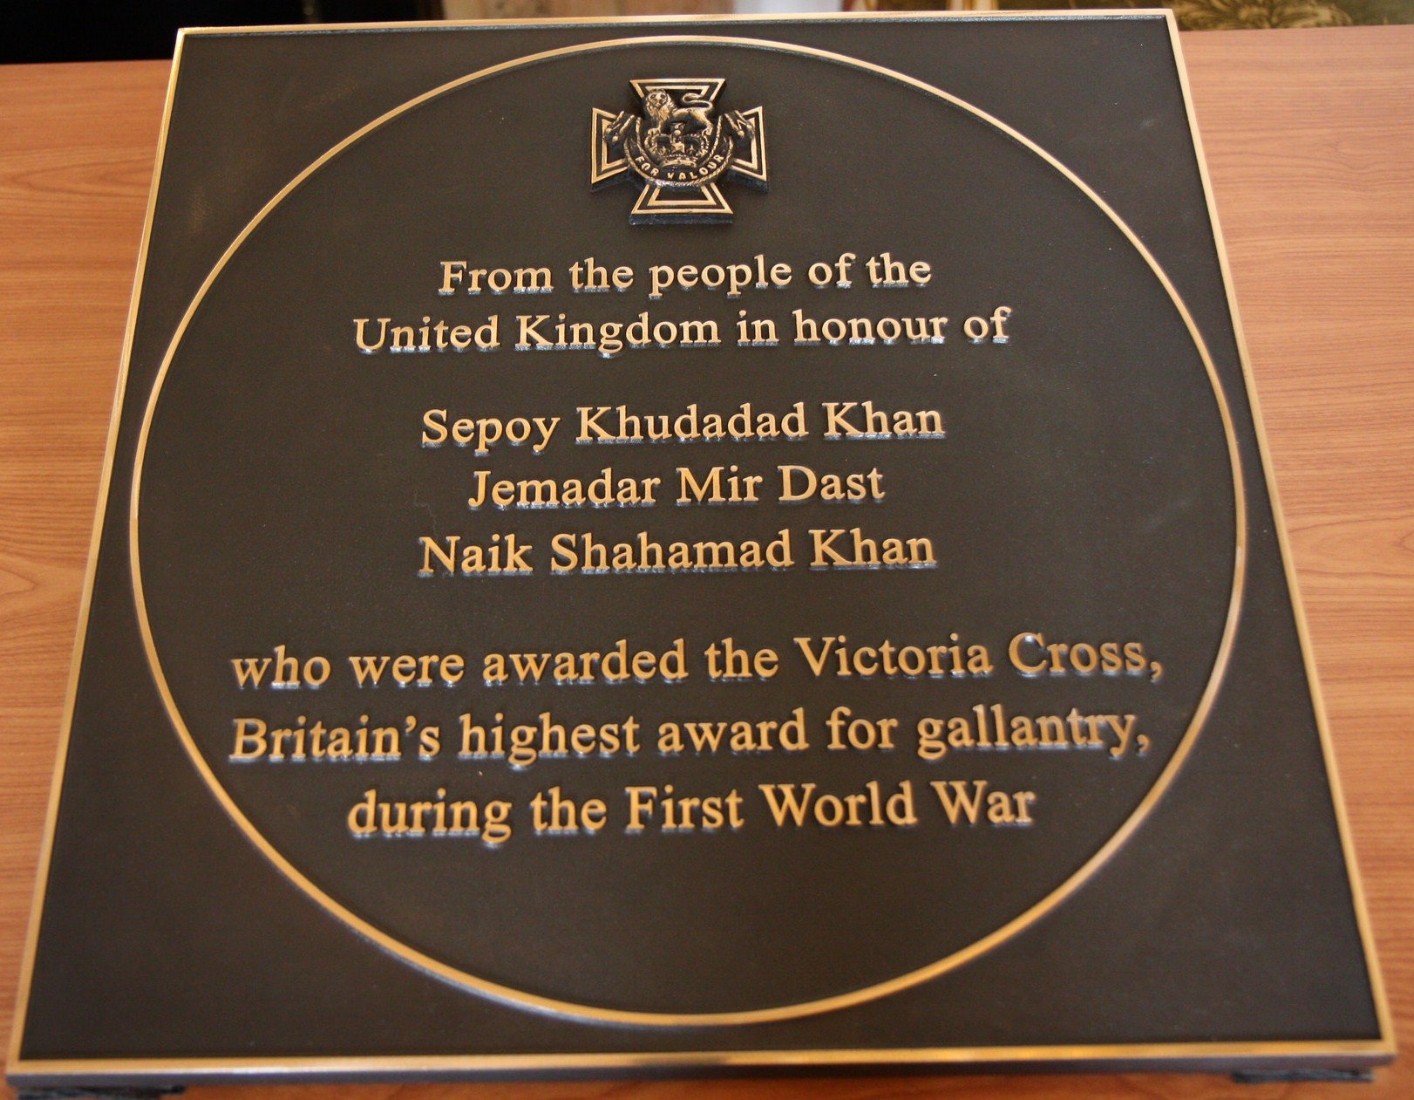 FOR VALOUR
From the people of the
United Kingdom in honour of
Sepoy Khudadad Khan
Jemadar Mir Dast
Naik Shahamad Khan
who were awarded the Victoria Cross,
Britain’s highest award for gallantry,
during the First World War